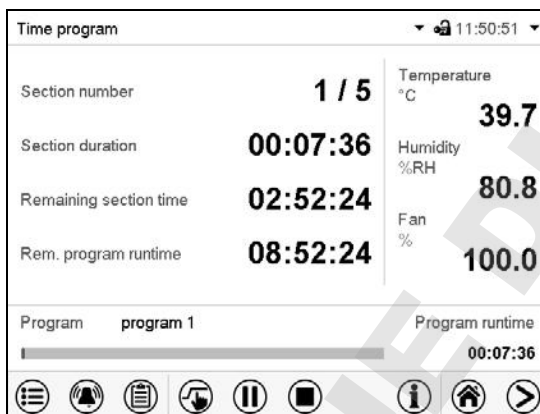 Time program 11:50:51
Section number 1 / 5
Section duration 00:07:36
Remaining section time 02:52:24
Rem. program runtime 08:52:24
Temperature
°C
39.7
Humidity
%RH
80.8
Fan
%
100.0
Program program 1 Program runtime
00:07:36